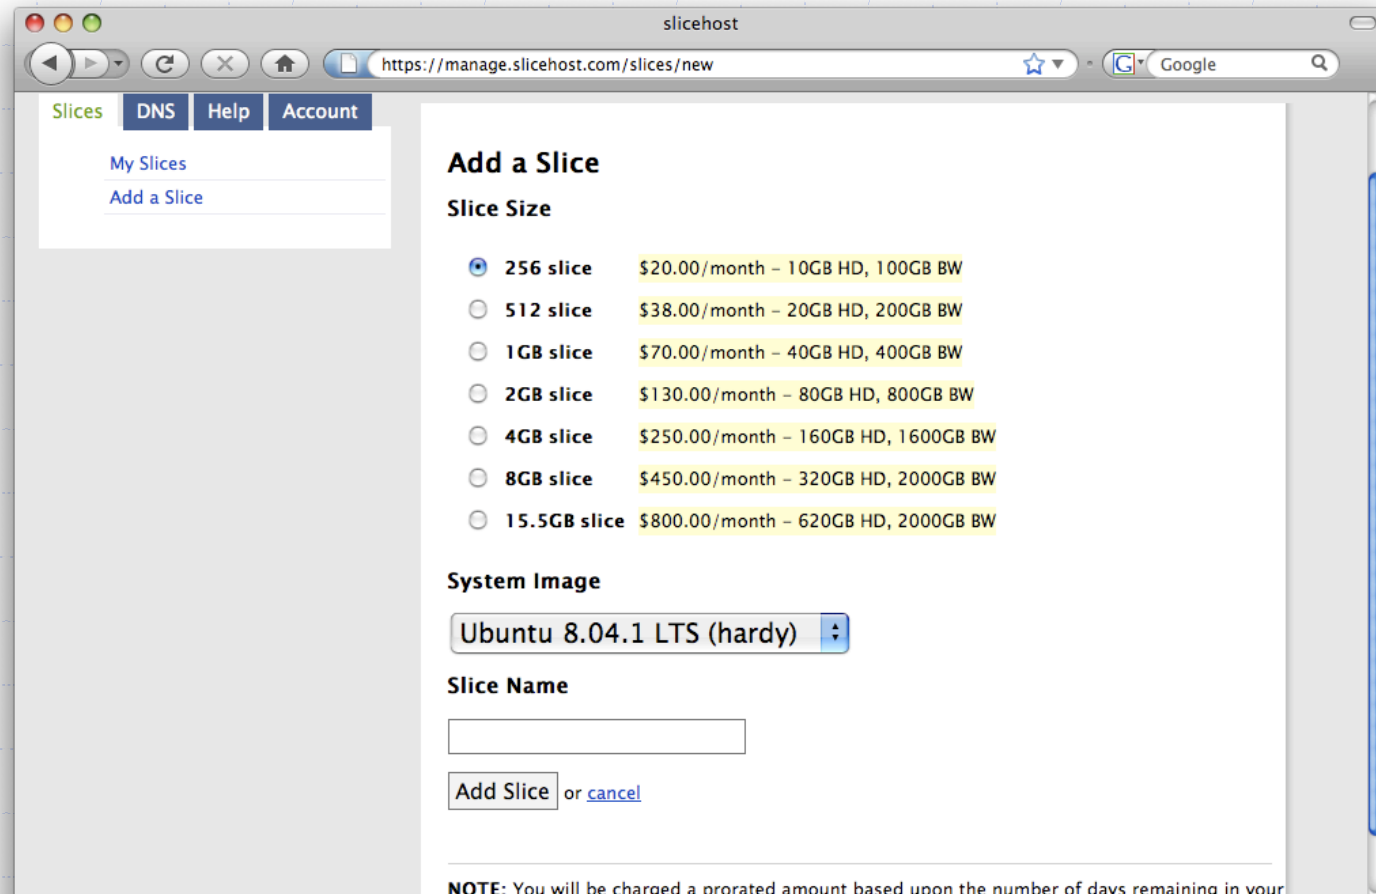 slicehost
https://manage.slicehost.com/slices/new
Google
Slices DNS Help Account
My Slices
Add a Slice
Add a Slice
Slice Size
256 slice $20.00/month – 10GB HD, 100GB BW
512 slice $38.00/month – 20GB HD, 200GB BW
1GB slice $70.00/month – 40GB HD, 400GB BW
2GB slice $130.00/month – 80GB HD, 800GB BW
4GB slice $250.00/month – 160GB HD, 1600GB BW
8GB slice $450.00/month – 320GB HD, 2000GB BW
15.5GB slice $800.00/month – 620GB HD, 2000GB BW
System Image
Ubuntu 8.04.1 LTS (hardy)
Slice Name
Add Slice or cancel
NOTE: You will be charged a prorated amount based upon the number of days remaining in your